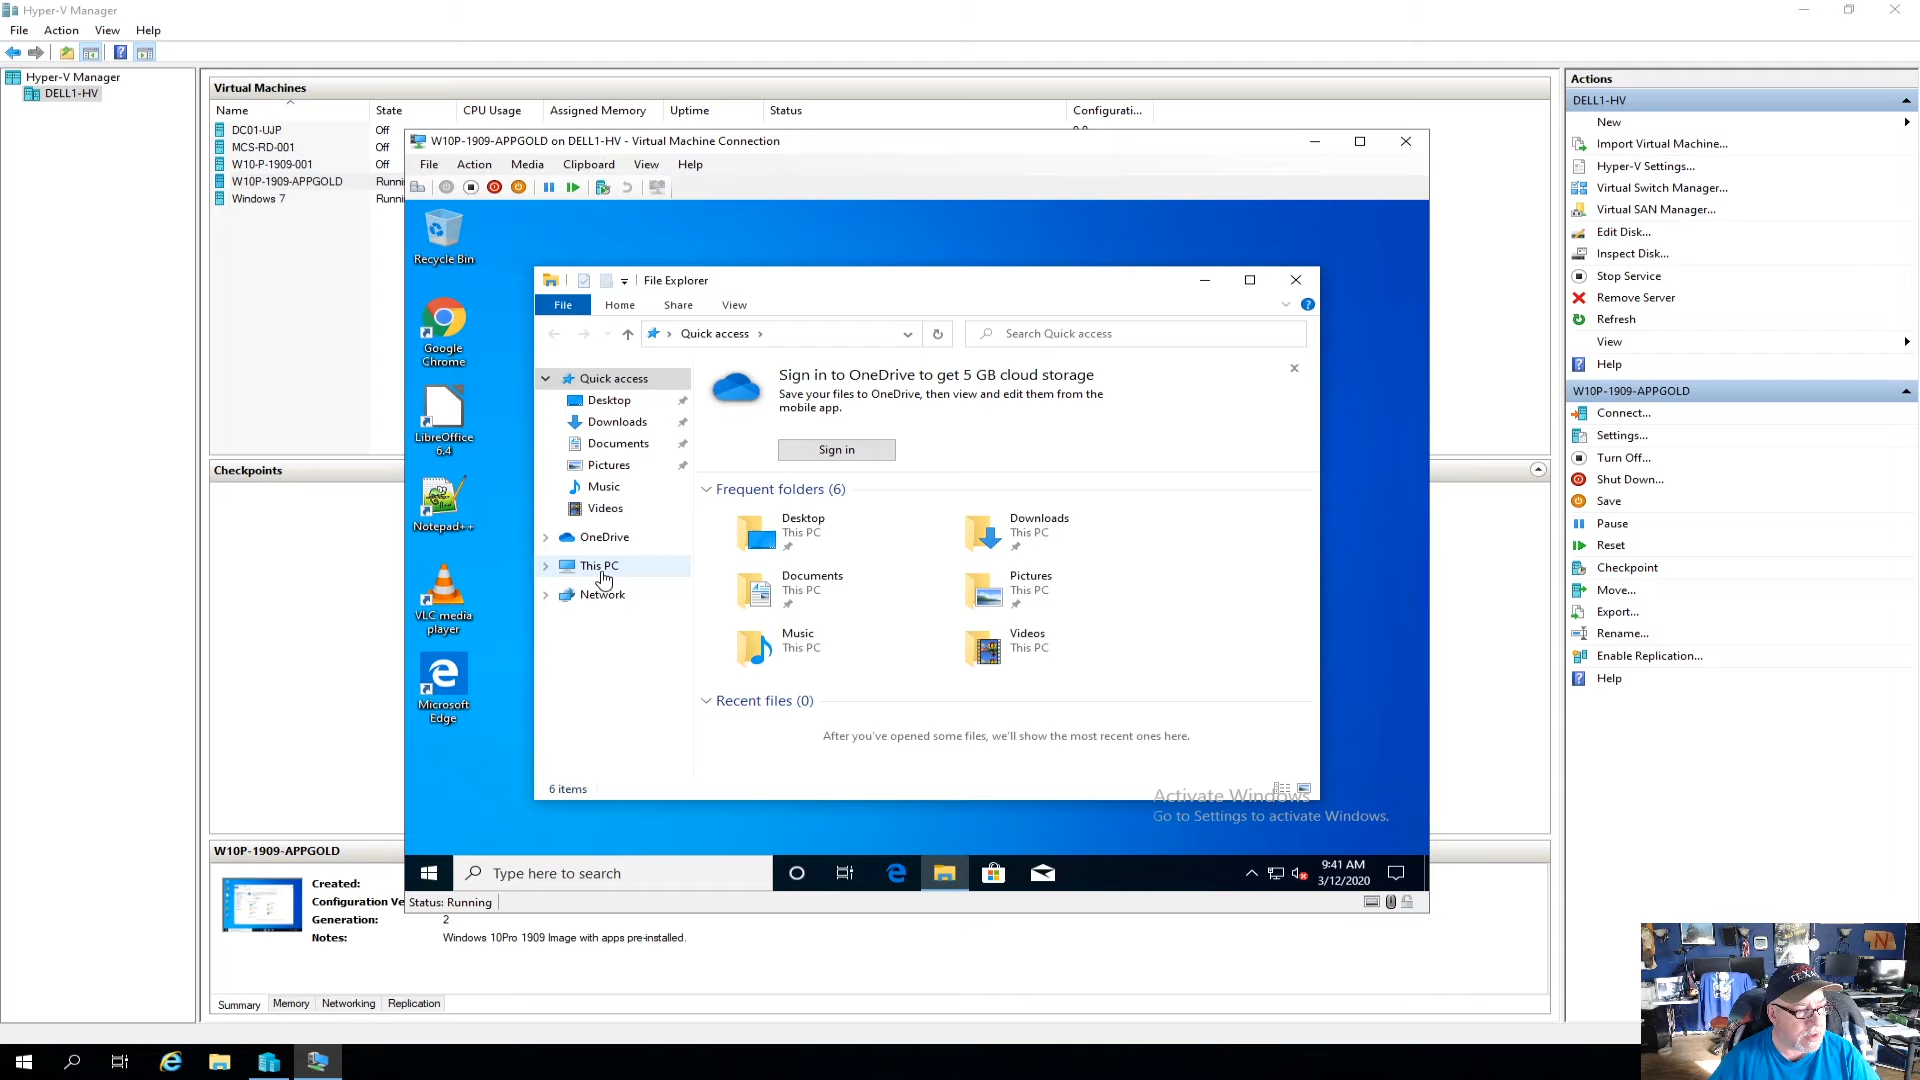 Hyper-V Manager
File Action View Help
Hyper-V Manager
DELL1-HV
Virtual Machines
Name State CPU Usage Assigned Memory Uptime Status Configurati...
DC01-UJP Off
MCS-RD-001 Off
W10-P-1909-001 Off
W10P-1909-APPGOLD Runni
Windows 7 Runni
Checkpoints
W10P-1909-APPGOLD on DELL1-HV - Virtual Machine Connection
File Action Media Clipboard View Help
Recycle Bin
Google
Chrome
LibreOffice
6.4
Notepad++
VLC media
player
Microsoft
Edge
File Explorer
File Home Share View
Quick access
Search Quick access
Quick access
Desktop
Downloads
Documents
Pictures
Music
Videos
OneDrive
This PC
Network
Sign in to OneDrive to get 5 GB cloud storage
Save your files to OneDrive, then view and edit them from the
mobile app.
Sign in
Frequent folders (6)
Desktop
This PC
Downloads
This PC
Documents
This PC
Pictures
This PC
Music
This PC
Videos
This PC
Recent files (0)
After you've opened some files, we'll show the most recent ones here.
6 items
Activate Windows
Go to Settings to activate Windows.
Type here to search
9:41 AM
3/12/2020
Status: Running
W10P-1909-APPGOLD
Created:
Configuration Ve
Generation: 2
Notes: Windows 10Pro 1909 Image with apps pre-installed.
Summary Memory Networking Replication
Actions
DELL1-HV
New
Import Virtual Machine...
Hyper-V Settings...
Virtual Switch Manager...
Virtual SAN Manager...
Edit Disk...
Inspect Disk...
Stop Service
Remove Server
Refresh
View
Help
W10P-1909-APPGOLD
Connect...
Settings...
Turn Off...
Shut Down...
Save
Pause
Reset
Checkpoint
Move...
Export...
Rename...
Enable Replication...
Help